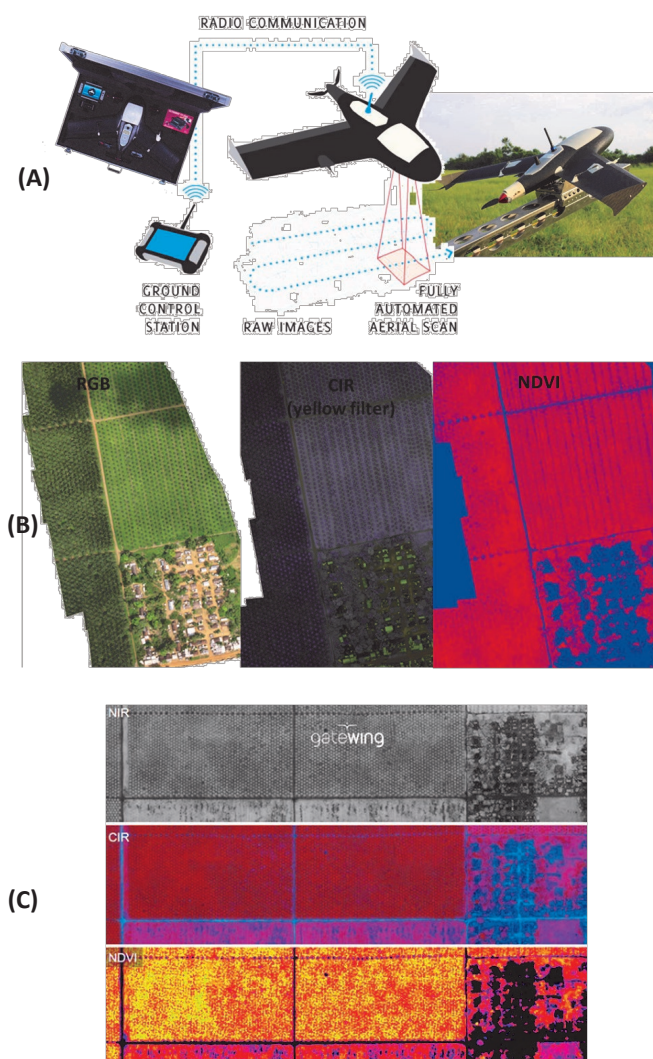 RADIO COMMUNICATION
(A)
GROUND
CONTROL
STATION
RAW IMAGES
FULLY
AUTOMATED
AERIAL SCAN
(B)
RGB
CIR
(yellow filter)
NDVI
(C)
NIR
gatewing
CIR
NDVI